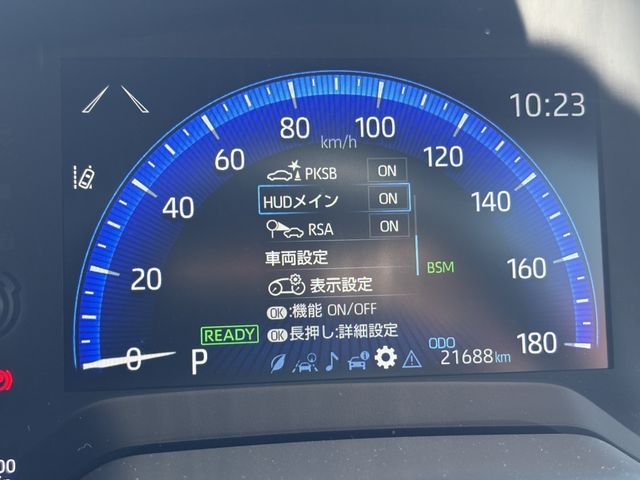 10:23
80
100
km/h
60
120
PKSB ON
40
HUDメイン ON
140
RSA ON
車両設定
20
BSM
160
表示設定
OK:機能 ON/OFF
READY
OK長押し:詳細設定
0
P
ODO
21688km
180